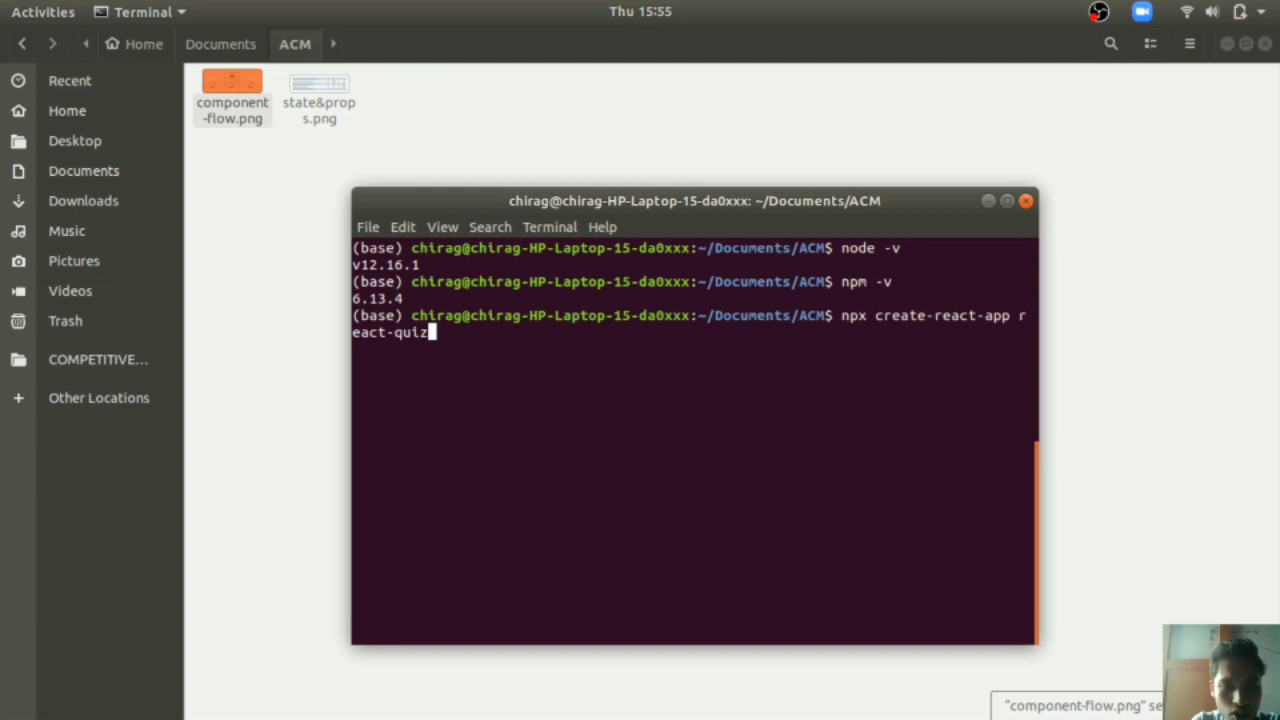 Activities Terminal Thu 15:55
Home Documents ACM
Recent
Home
Desktop
Documents
Downloads
Music
Pictures
Videos
Trash
COMPETITIVE...
Other Locations
component
-flow.png
state&prop
s.png
chirag@chirag-HP-Laptop-15-da0xxx: ~/Documents/ACM
File Edit View Search Terminal Help
(base) chirag@chirag-HP-Laptop-15-da0xxx:~/Documents/ACM$ node -v
v12.16.1
(base) chirag@chirag-HP-Laptop-15-da0xxx:~/Documents/ACM$ npm -v
6.13.4
(base) chirag@chirag-HP-Laptop-15-da0xxx:~/Documents/ACM$ npx create-react-app r
eact-quiz
"component-flow.png" se